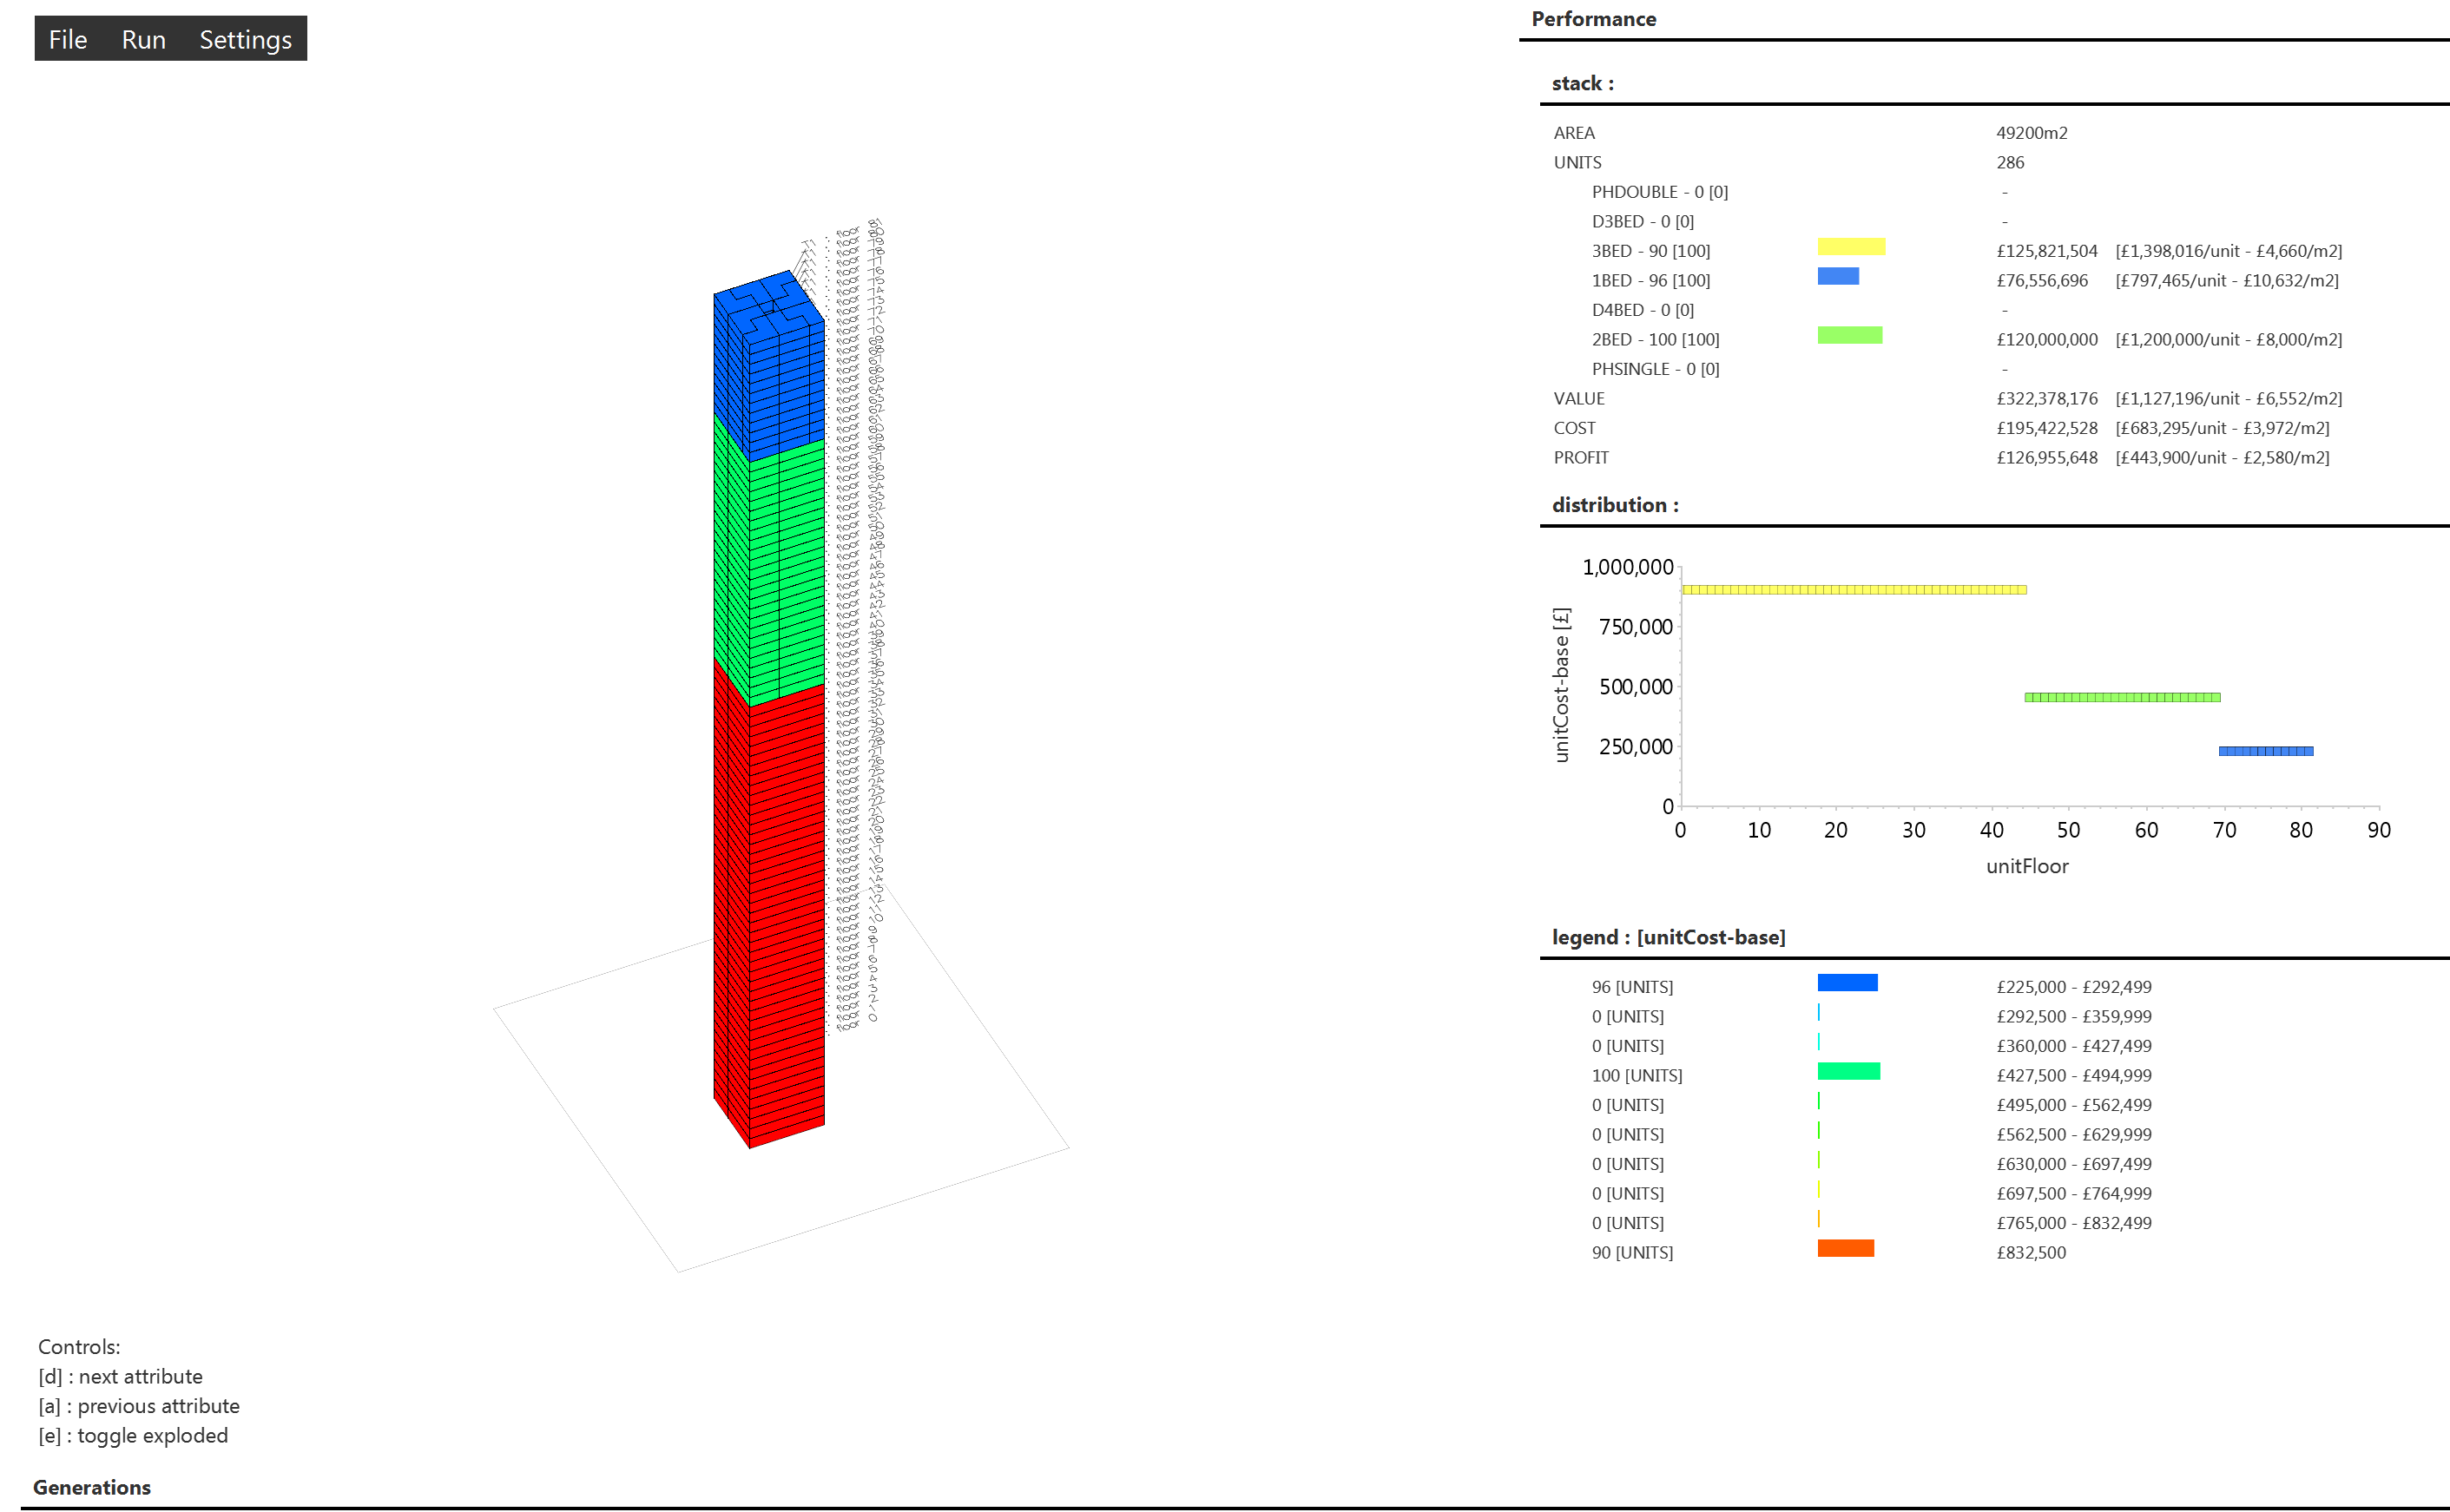 File Run Settings
Performance
stack :
AREA 49200m2
UNITS 286
PHDOUBLE - 0 [0] -
D3BED - 0 [0] -
3BED - 90 [100] £125,821,504 [£1,398,016/unit - £4,660/m2]
1BED - 96 [100] £76,556,696 [£797,465/unit - £10,632/m2]
D4BED - 0 [0] -
2BED - 100 [100] £120,000,000 [£1,200,000/unit - £8,000/m2]
PHSINGLE - 0 [0] -
VALUE £322,378,176 [£1,127,196/unit - £6,552/m2]
COST £195,422,528 [£683,295/unit - £3,972/m2]
PROFIT £126,955,648 [£443,900/unit - £2,580/m2]
distribution :
1,000,000
750,000
500,000
250,000
0
unitCost-base [£]
0 10 20 30 40 50 60 70 80 90
unitFloor
legend : [unitCost-base]
96 [UNITS] £225,000 - £292,499
0 [UNITS] £292,500 - £359,999
0 [UNITS] £360,000 - £427,499
100 [UNITS] £427,500 - £494,999
0 [UNITS] £495,000 - £562,499
0 [UNITS] £562,500 - £629,999
0 [UNITS] £630,000 - £697,499
0 [UNITS] £697,500 - £764,999
0 [UNITS] £765,000 - £832,499
90 [UNITS] £832,500
Controls:
[d] : next attribute
[a] : previous attribute
[e] : toggle exploded
Generations